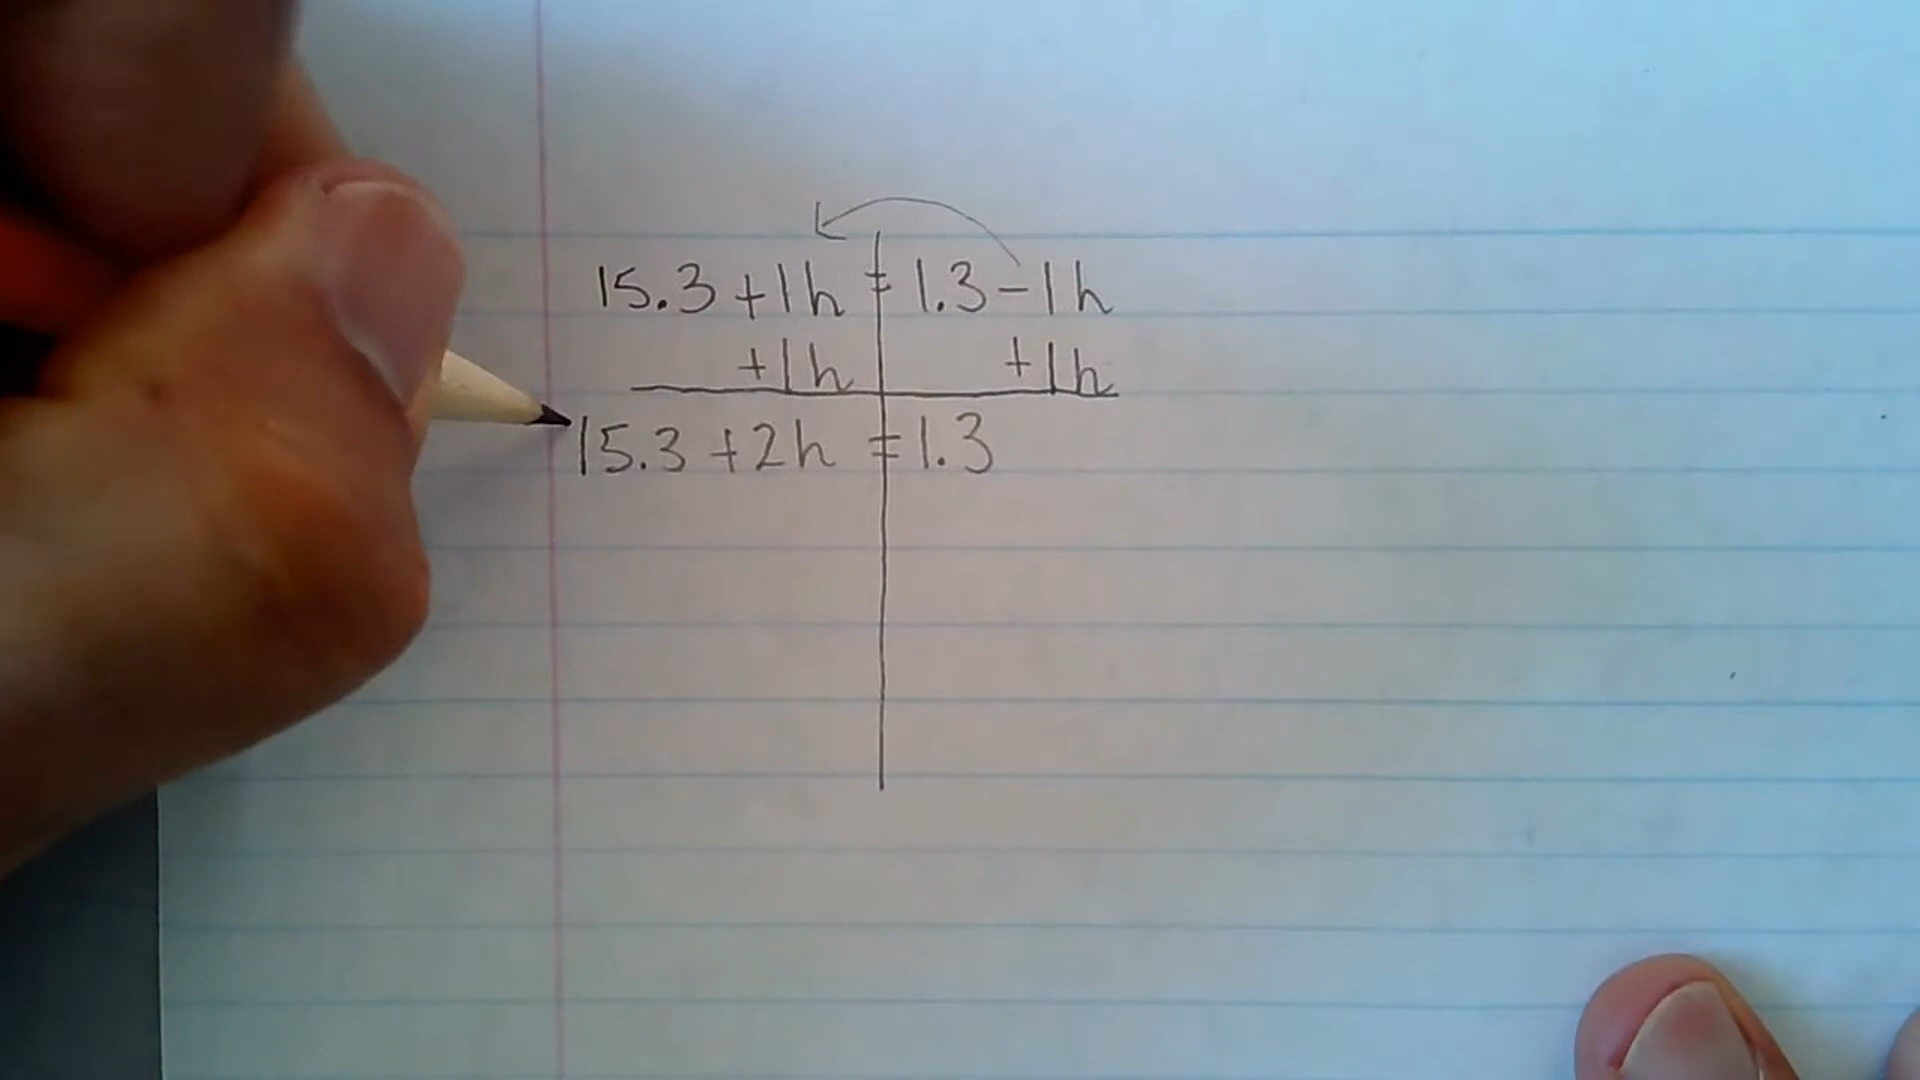 15.3 + 1h = 1.3 - 1h
+1h +1h
15.3 + 2h = 1.3